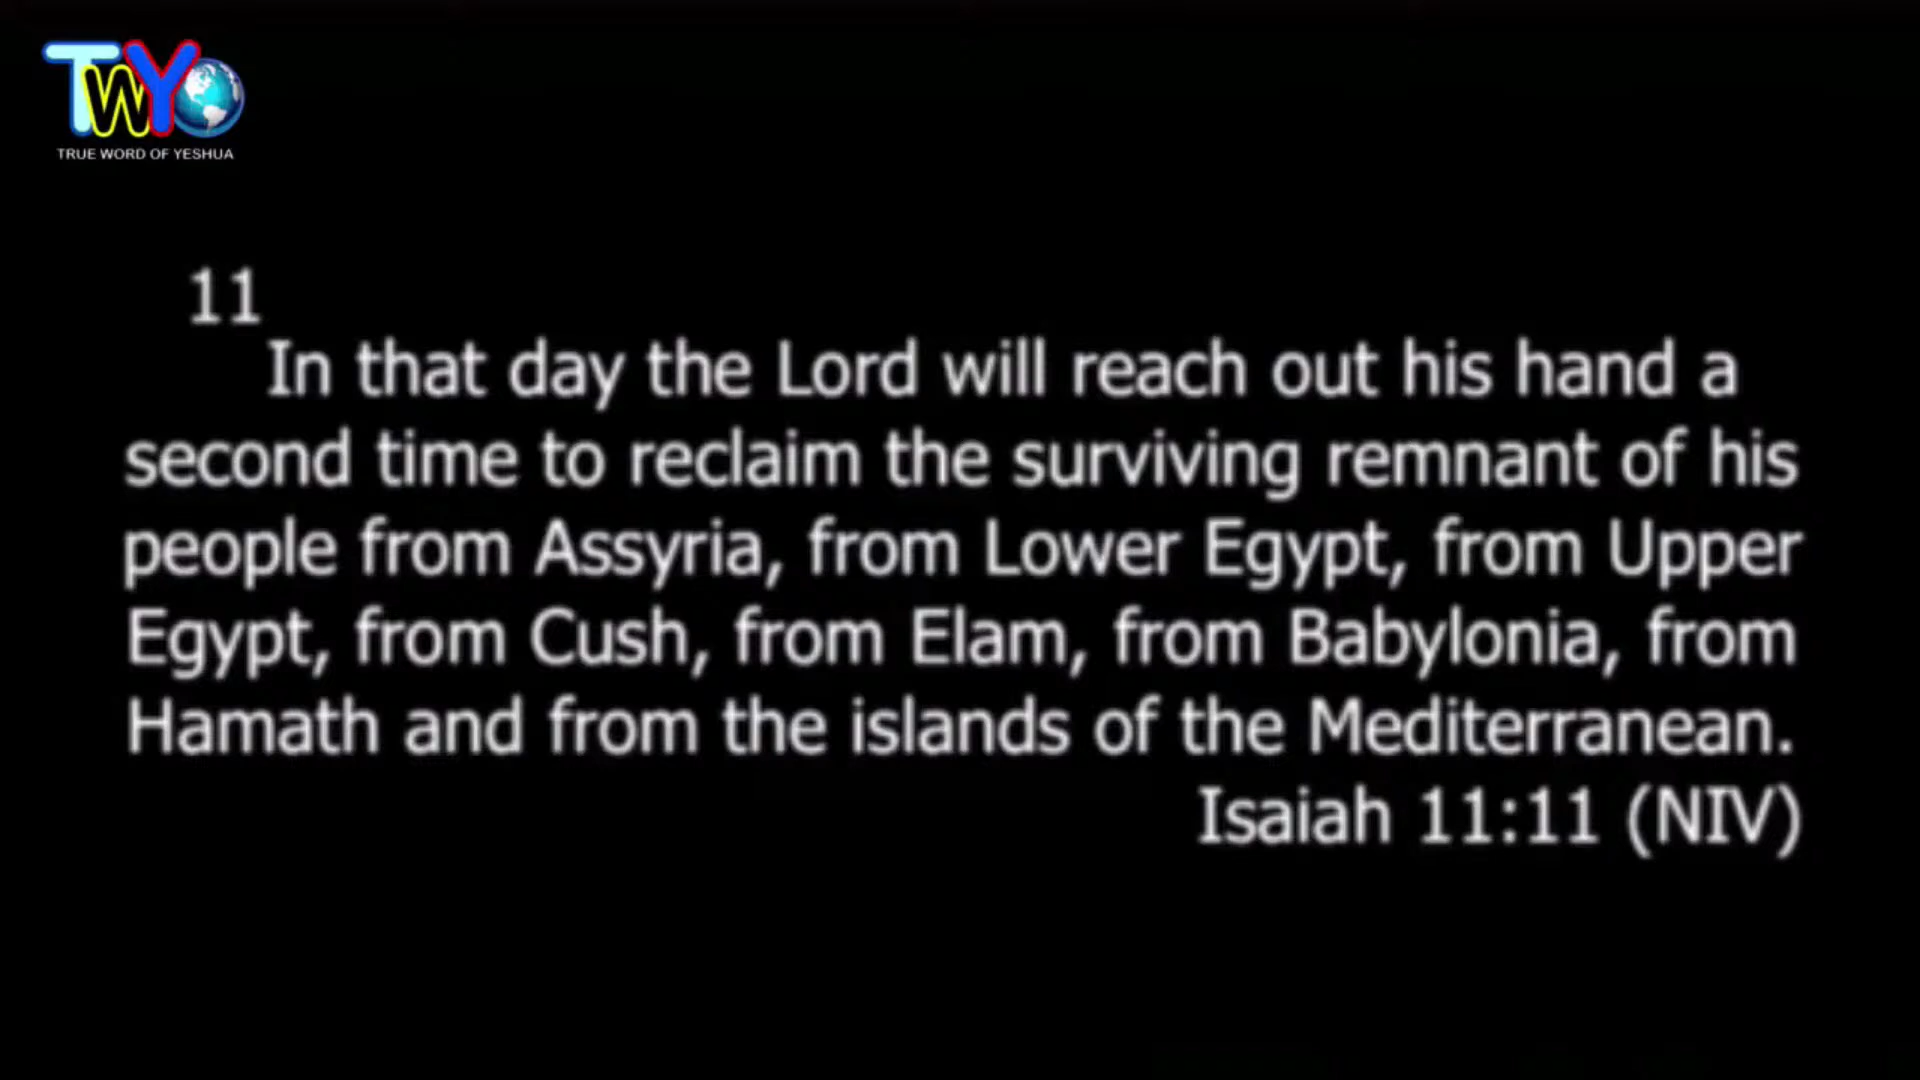 TWY
TRUE WORD OF YESHUA
11
In that day the Lord will reach out his hand a
second time to reclaim the surviving remnant of his
people from Assyria, from Lower Egypt, from Upper
Egypt, from Cush, from Elam, from Babylonia, from
Hamath and from the islands of the Mediterranean.
Isaiah 11:11 (NIV)